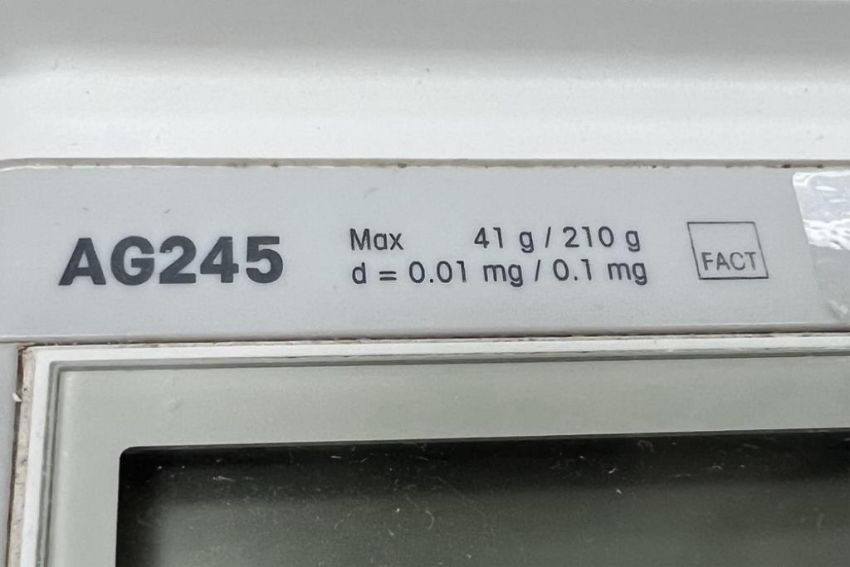 AG245
Max 41 g / 210 g
d = 0.01 mg / 0.1 mg
FACT